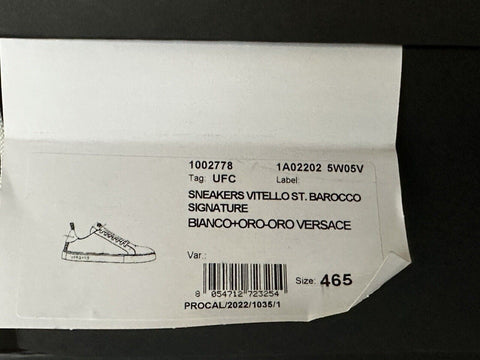 1002778 1A02202 5W05V
Tag: UFC Label:
SNEAKERS VITELLO ST. BAROCCO
SIGNATURE
BIANCO+ORO-ORO VERSACE
Var.:
Size: 465
8 054712 723254
PROCAL/2022/1035/1